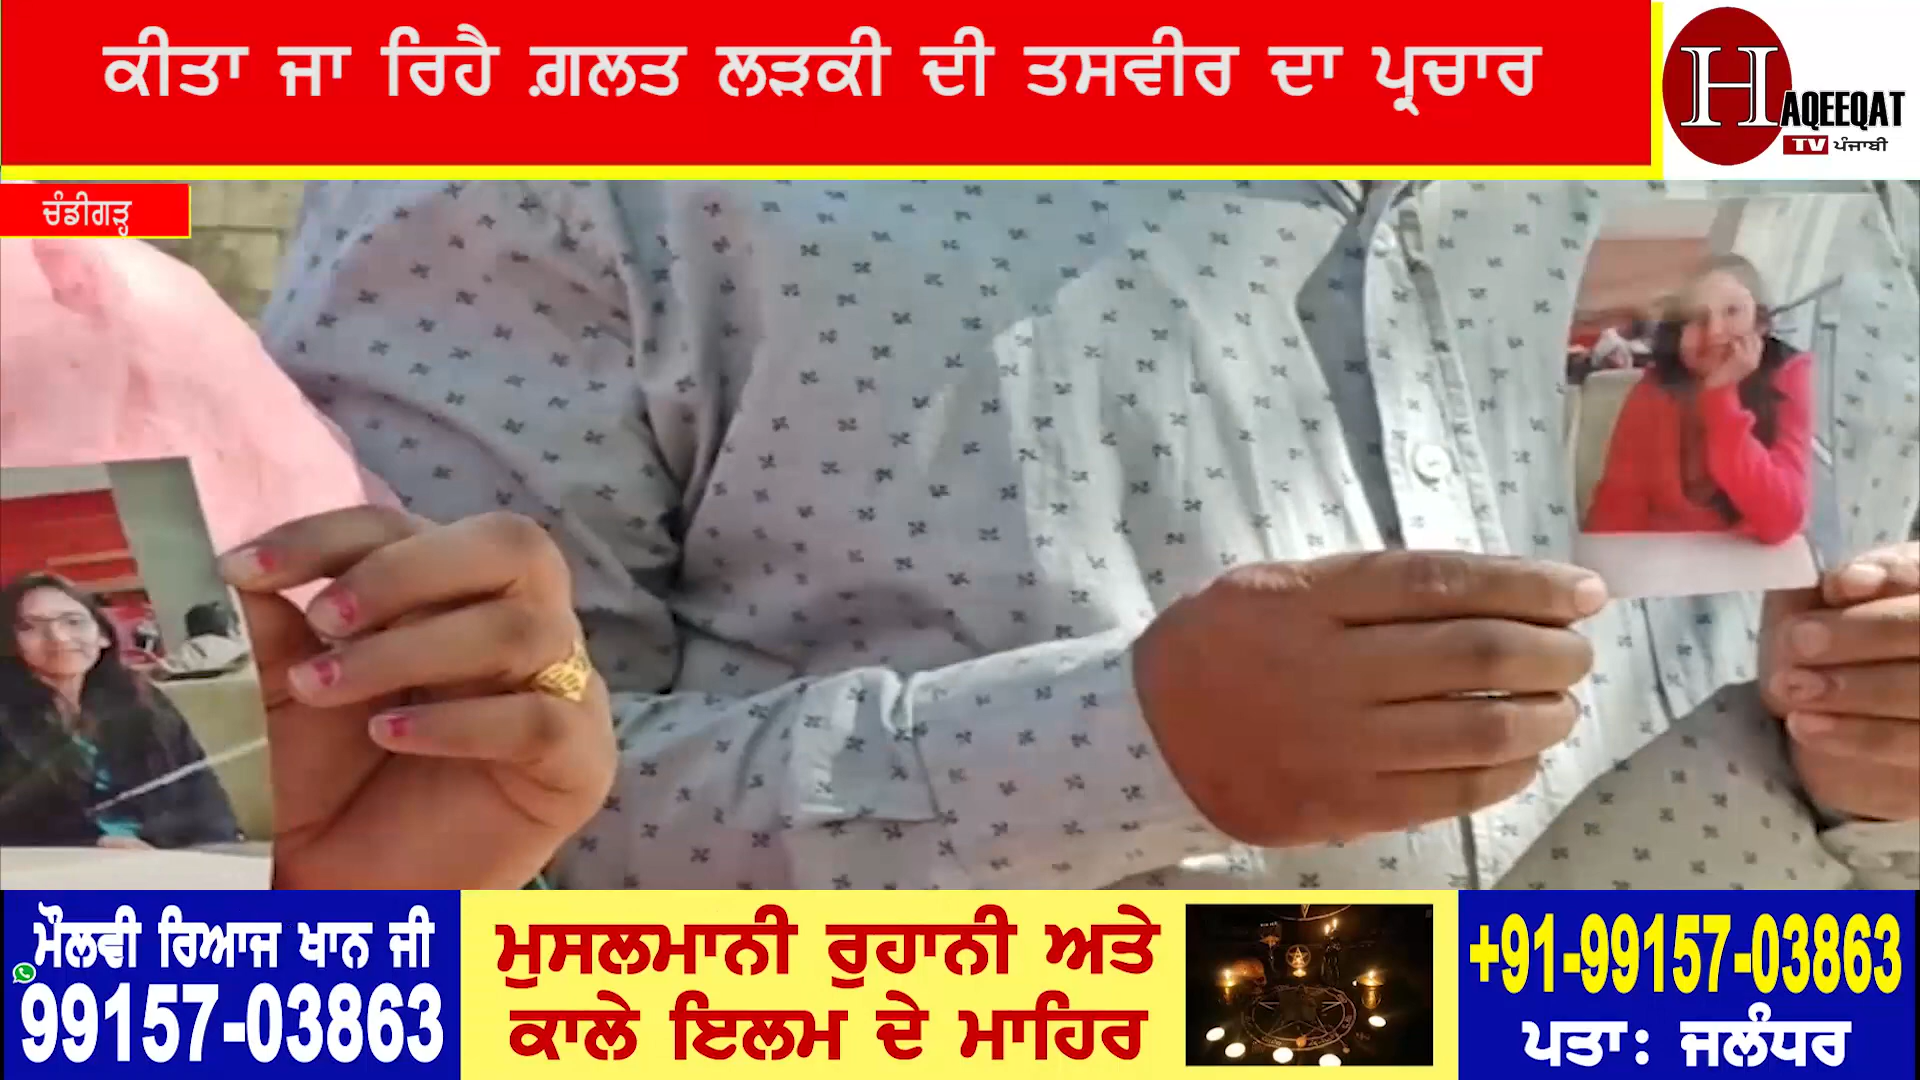 ਕੀਤਾ ਜਾ ਰਿਹੈ ਗ਼ਲਤ ਲੜਕੀ ਦੀ ਤਸਵੀਰ ਦਾ ਪ੍ਰਚਾਰ
HAQEEQAT
TV ਪੰਜਾਬੀ
ਚੰਡੀਗੜ੍ਹ
ਮੌਲਵੀ ਰਿਆਜ ਖਾਨ ਜੀ
99157-03863
ਮੁਸਲਮਾਨੀ ਰੁਹਾਨੀ ਅਤੇ
ਕਾਲੇ ਇਲਮ ਦੇ ਮਾਹਿਰ
+91-99157-03863
ਪਤਾ: ਜਲੰਧਰ